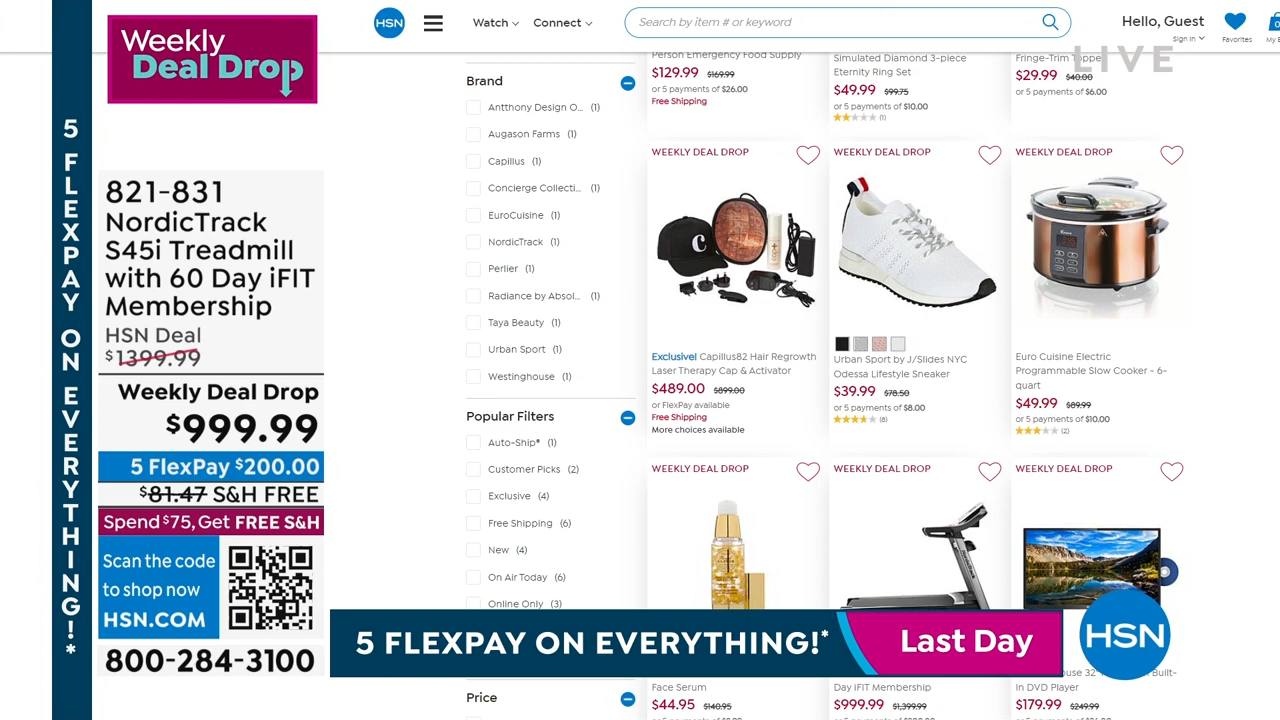 Weekly
Deal Drop
5 FLEXPAY ON EVERYTHING!*
821-831
NordicTrack
S45i Treadmill
with 60 Day iFIT
Membership
HSN Deal
$1399.99
Weekly Deal Drop
$999.99
5 FlexPay $200.00
$81.47 S&H FREE
Spend $75, Get FREE S&H
Scan the code
to shop now
HSN.COM
800-284-3100
HSN
Watch
Connect
Search by item # or keyword
Hello, Guest
Sign In
Favorites
0
LIVE
Brand
Antthony Design O... (1)
Augason Farms (1)
Capillus (1)
Concierge Collecti... (1)
EuroCuisine (1)
NordicTrack (1)
Perlier (1)
Radiance by Absol... (1)
Taya Beauty (1)
Urban Sport (1)
Westinghouse (1)
Popular Filters
Auto-Ship® (1)
Customer Picks (2)
Exclusive (4)
Free Shipping (6)
New (4)
On Air Today (6)
Online Only (3)
Price
Person Emergency Food Supply
$129.99 $169.99
or 5 payments of $26.00
Free Shipping
Simulated Diamond 3-piece
Eternity Ring Set
$49.99 $99.75
or 5 payments of $10.00
(1)
Fringe-Trim Topper
$29.99 $40.00
or 5 payments of $6.00
WEEKLY DEAL DROP
C
Exclusive! Capillus82 Hair Regrowth
Laser Therapy Cap & Activator
$489.00 $899.00
or FlexPay available
Free Shipping
More choices available
WEEKLY DEAL DROP
Urban Sport by J/Slides NYC
Odessa Lifestyle Sneaker
$39.99 $78.50
or 5 payments of $8.00
(8)
WEEKLY DEAL DROP
Euro Cuisine Electric
Programmable Slow Cooker - 6-
quart
$49.99 $89.99
or 5 payments of $10.00
(2)
WEEKLY DEAL DROP
Face Serum
$44.95 $140.95
WEEKLY DEAL DROP
Day iFIT Membership
$999.99 $1,399.99
WEEKLY DEAL DROP
Built-
In DVD Player
$179.99 $249.99
5 FLEXPAY ON EVERYTHING!*
Last Day
HSN